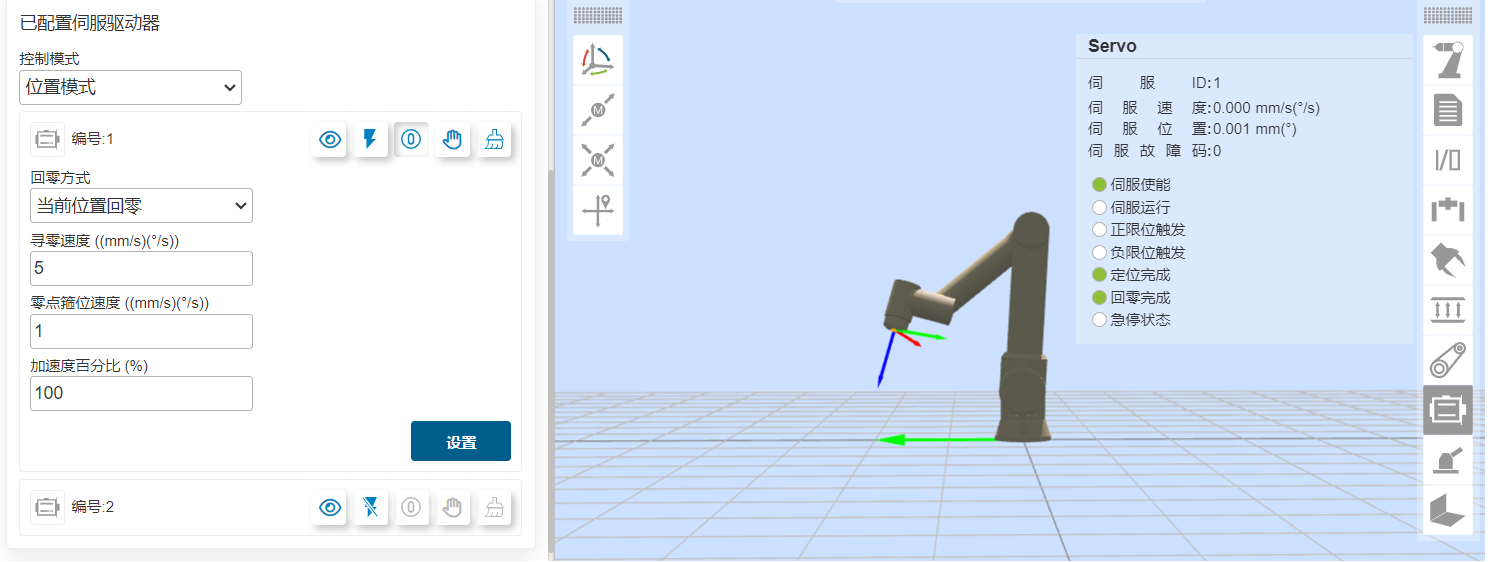 已配置伺服驱动器
控制模式
位置模式
编号:1
回零方式
当前位置回零
寻零速度 ((mm/s)(°/s))
5
零点箍位速度 ((mm/s)(°/s))
1
加速度百分比 (%)
100
设置
编号:2
M
M
Servo
伺服ID:1
伺服速度:0.000 mm/s(°/s)
伺服位置:0.001 mm(°)
伺服故障码:0
伺服使能
伺服运行
正限位触发
负限位触发
定位完成
回零完成
急停状态
I/O